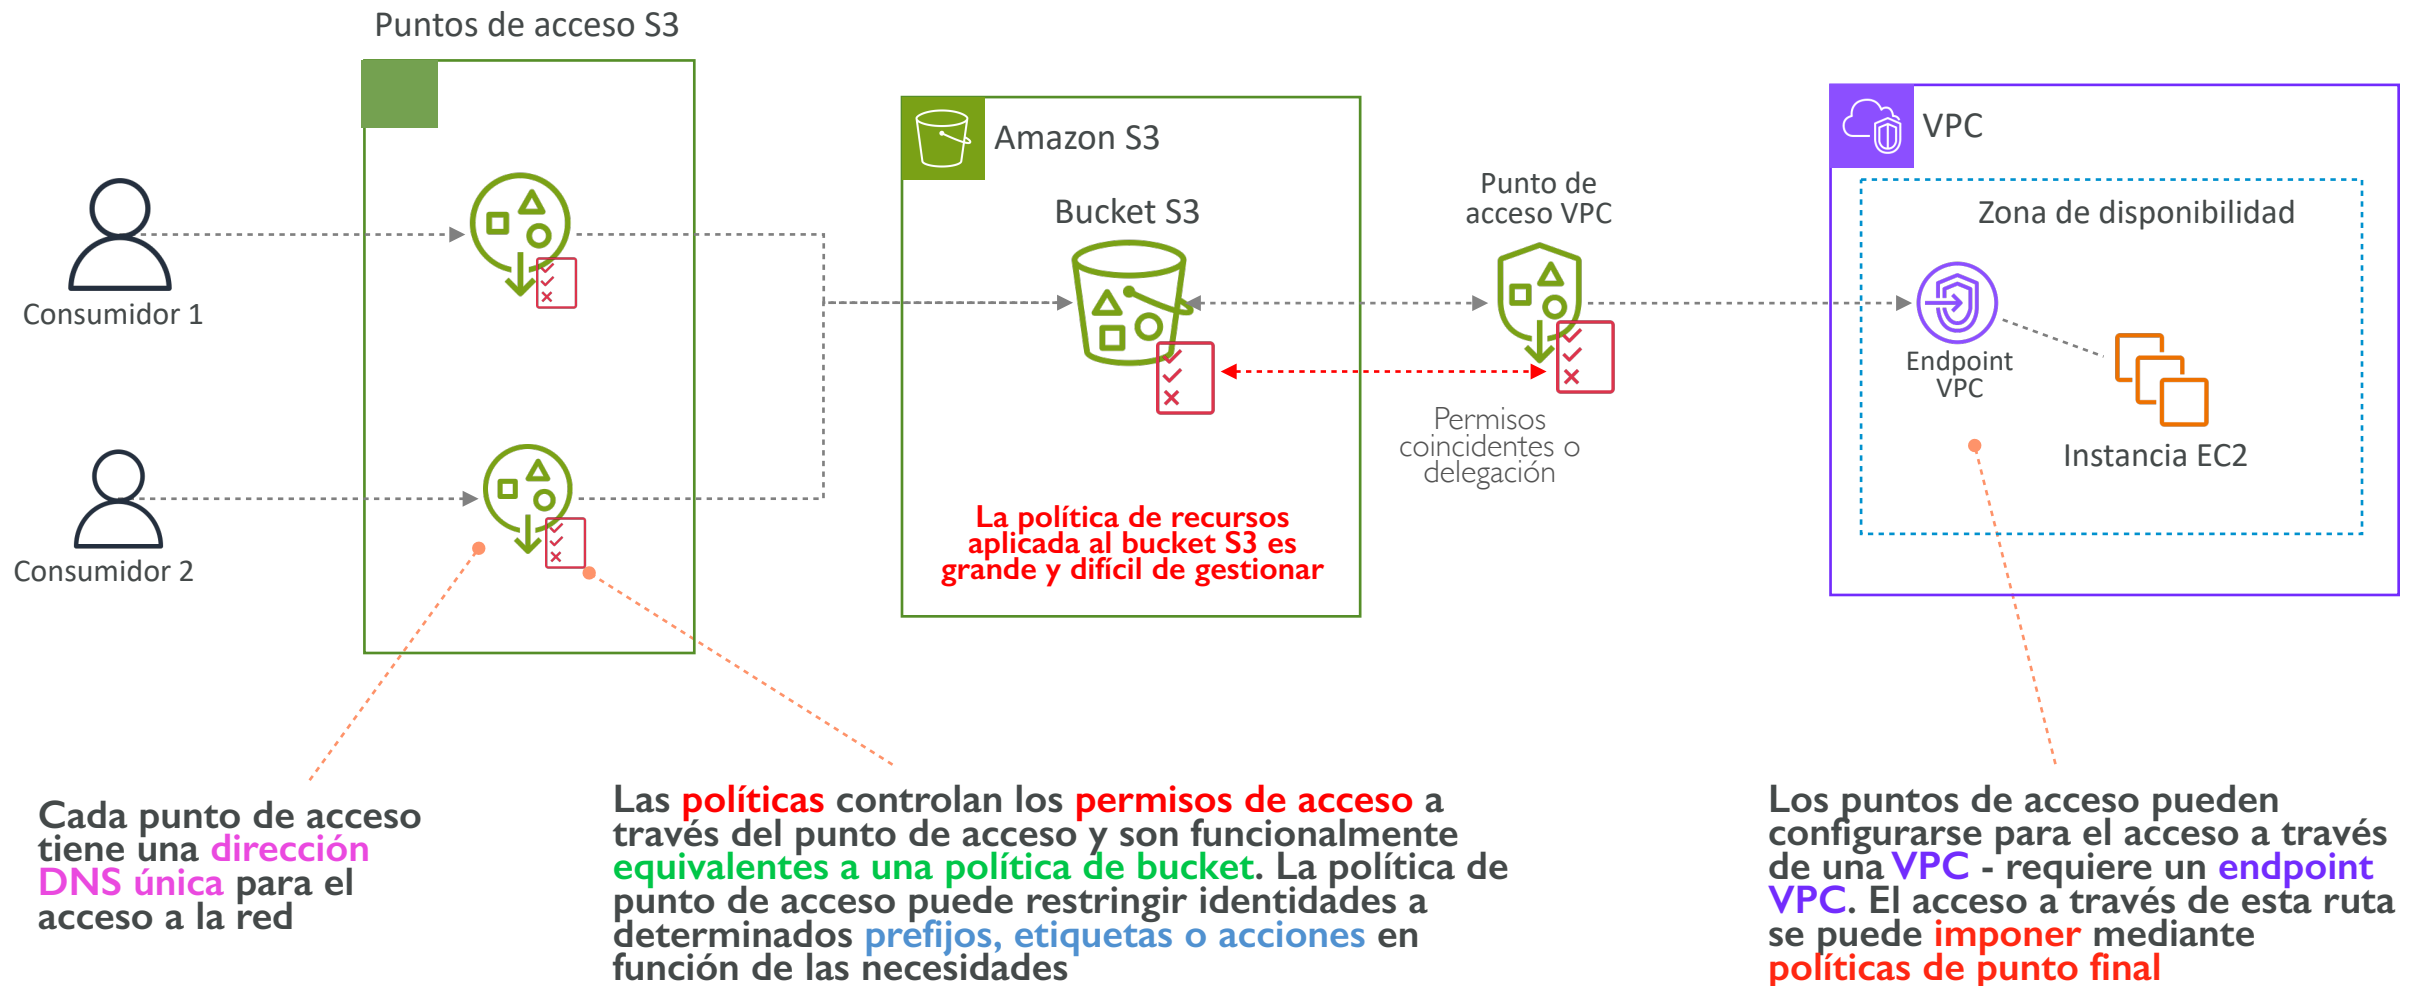 Puntos de acceso S3
Consumidor 1
Consumidor 2
Amazon S3
Bucket S3
La política de recursos
aplicada al bucket S3 es
grande y difícil de gestionar
Punto de
acceso VPC
Permisos
coincidentes o
delegación
VPC
Zona de disponibilidad
Endpoint
VPC
Instancia EC2
Cada punto de acceso
tiene una dirección
DNS única para el
acceso a la red
Las políticas controlan los permisos de acceso a
través del punto de acceso y son funcionalmente
equivalentes a una política de bucket. La política de
punto de acceso puede restringir identidades a
determinados prefijos, etiquetas o acciones en
función de las necesidades
Los puntos de acceso pueden
configurarse para el acceso a través
de una VPC - requiere un endpoint
VPC. El acceso a través de esta ruta
se puede imponer mediante
políticas de punto final